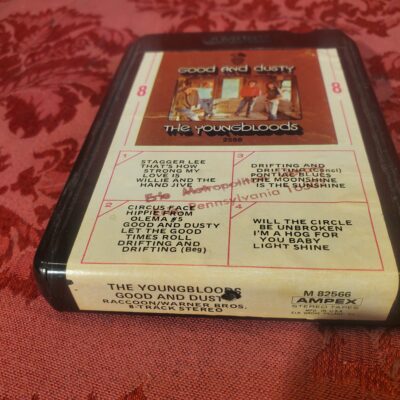 GOOD AND DUSTY
8
8
THE YOUNGBLOODS
2566
1
STAGGER LEE
THAT'S HOW
STRONG MY
LOVE IS
WILLIE AND THE
HAND JIVE
3
DRIFTING AND
DRIFTING (Concl)
PONTIAC BLUES
THE MOONSHINE
IS THE SUNSHINE
Erie Metropolitan
Pennsylvania
2
CIRCUS FACE
HIPPIE FROM
OLEMA #5
GOOD AND DUSTY
LET THE GOOD
TIMES ROLL
DRIFTING AND
DRIFTING (Beg)
4
WILL THE CIRCLE
BE UNBROKEN
I'M A HOG FOR
YOU BABY
LIGHT SHINE
THE YOUNGBLOODS
GOOD AND DUSTY
RACCOON/WARNER BROS.
8-TRACK STEREO
M 82566
AMPEX
STEREO TAPES